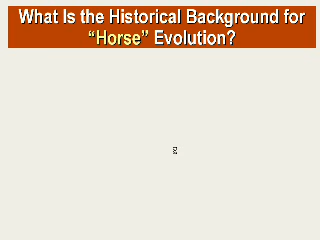 What Is the Historical Background for
“Horse” Evolution?